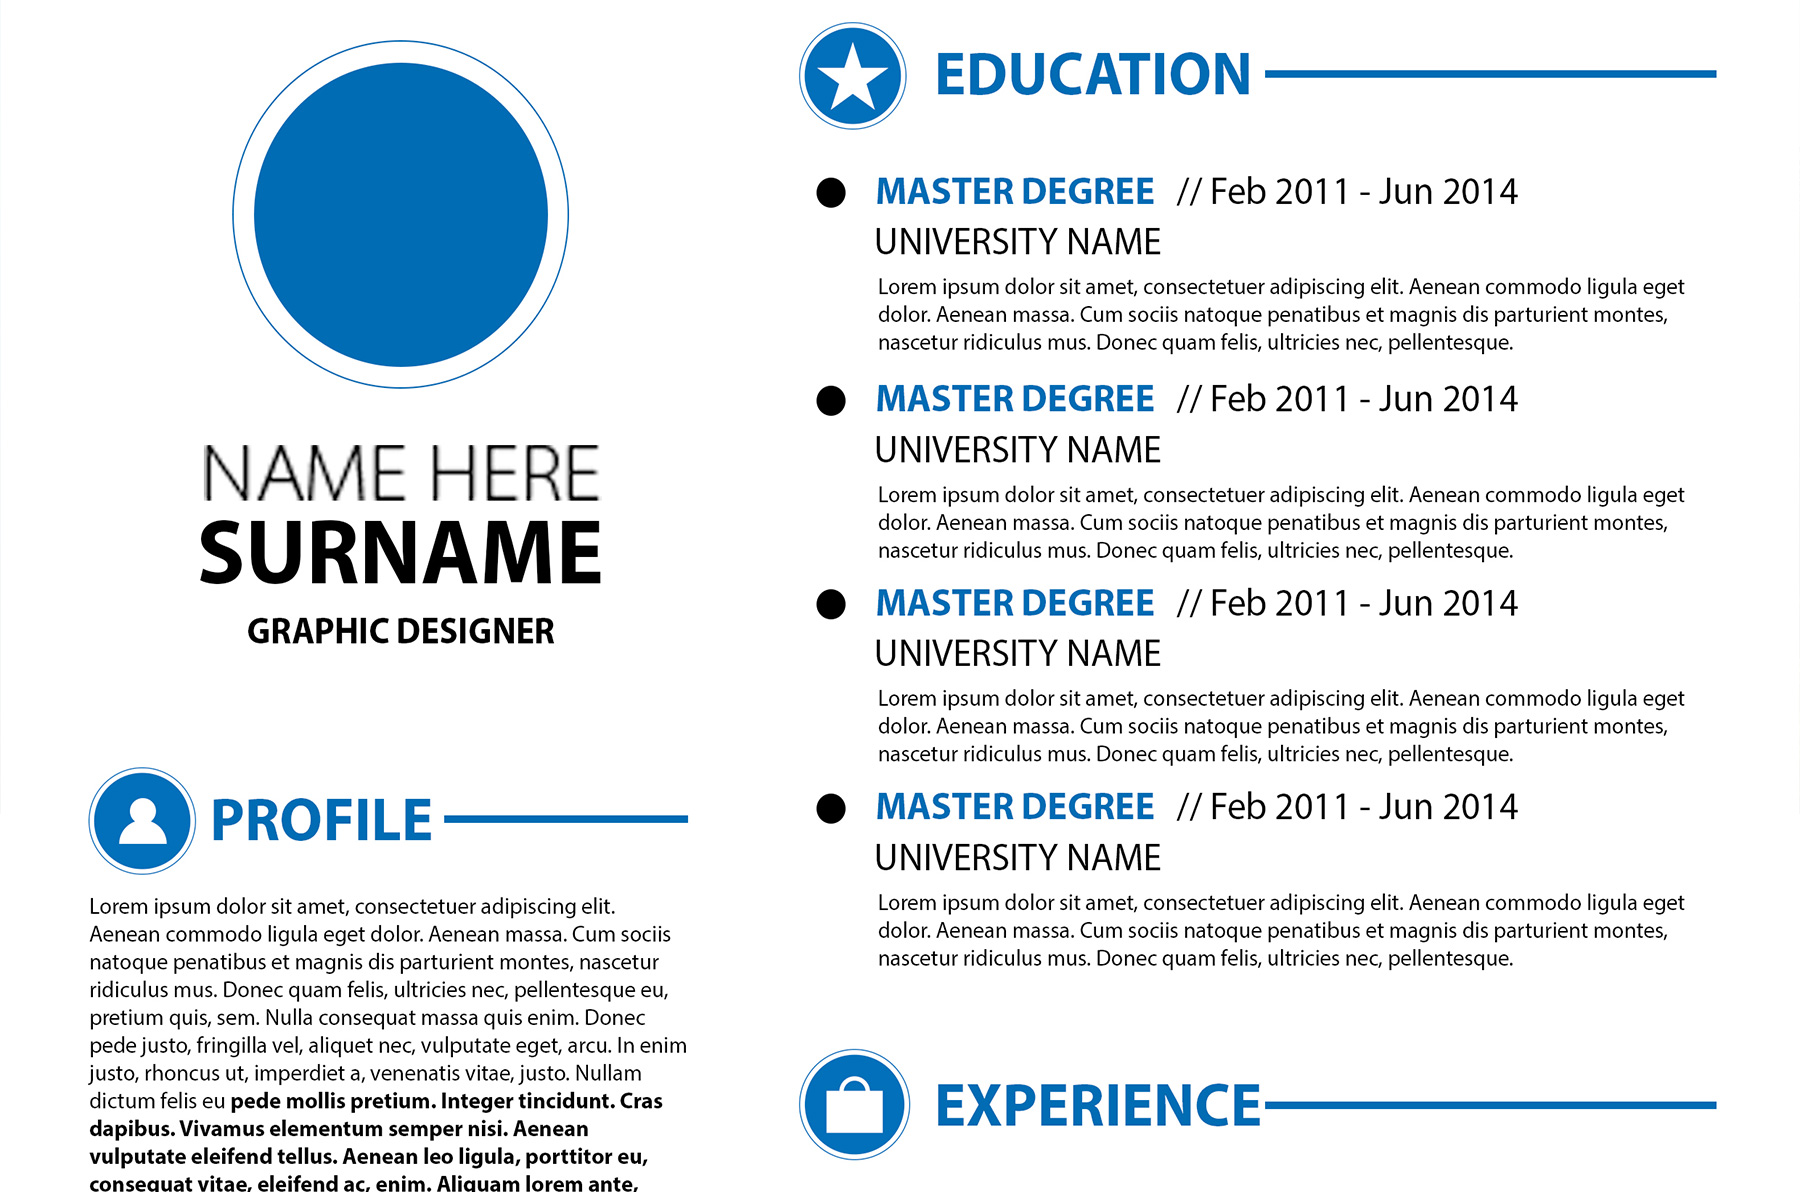 NAME HERE
SURNAME
GRAPHIC DESIGNER
PROFILE
Lorem ipsum dolor sit amet, consectetuer adipiscing elit.
Aenean commodo ligula eget dolor. Aenean massa. Cum sociis
natoque penatibus et magnis dis parturient montes, nascetur
ridiculus mus. Donec quam felis, ultricies nec, pellentesque eu,
pretium quis, sem. Nulla consequat massa quis enim. Donec
pede justo, fringilla vel, aliquet nec, vulputate eget, arcu. In enim
justo, rhoncus ut, imperdiet a, venenatis vitae, justo. Nullam
dictum felis eu pede mollis pretium. Integer tincidunt. Cras
dapibus. Vivamus elementum semper nisi. Aenean
vulputate eleifend tellus. Aenean leo ligula, porttitor eu,
consequat vitae, eleifend ac, enim. Aliquam lorem ante,
EDUCATION
MASTER DEGREE // Feb 2011 - Jun 2014
UNIVERSITY NAME
Lorem ipsum dolor sit amet, consectetuer adipiscing elit. Aenean commodo ligula eget
dolor. Aenean massa. Cum sociis natoque penatibus et magnis dis parturient montes,
nascetur ridiculus mus. Donec quam felis, ultricies nec, pellentesque.
MASTER DEGREE // Feb 2011 - Jun 2014
UNIVERSITY NAME
Lorem ipsum dolor sit amet, consectetuer adipiscing elit. Aenean commodo ligula eget
dolor. Aenean massa. Cum sociis natoque penatibus et magnis dis parturient montes,
nascetur ridiculus mus. Donec quam felis, ultricies nec, pellentesque.
MASTER DEGREE // Feb 2011 - Jun 2014
UNIVERSITY NAME
Lorem ipsum dolor sit amet, consectetuer adipiscing elit. Aenean commodo ligula eget
dolor. Aenean massa. Cum sociis natoque penatibus et magnis dis parturient montes,
nascetur ridiculus mus. Donec quam felis, ultricies nec, pellentesque.
MASTER DEGREE // Feb 2011 - Jun 2014
UNIVERSITY NAME
Lorem ipsum dolor sit amet, consectetuer adipiscing elit. Aenean commodo ligula eget
dolor. Aenean massa. Cum sociis natoque penatibus et magnis dis parturient montes,
nascetur ridiculus mus. Donec quam felis, ultricies nec, pellentesque.
EXPERIENCE